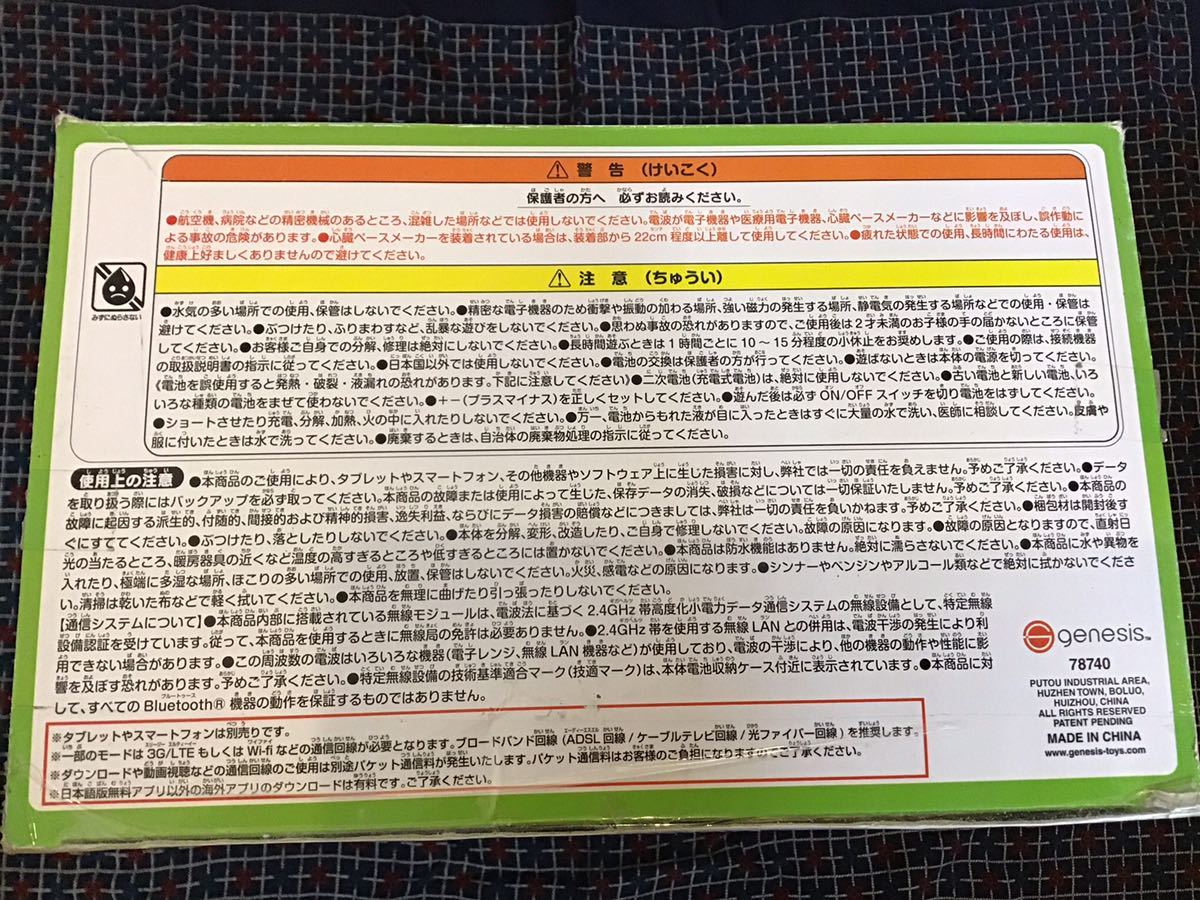 警告（けいこく）
保護者の方へ 必ずお読みください。
●航空機、病院などの精密機械のあるところ、混雑した場所などでは使用しないでください。電波が電子機器や医療用電子機器、心臓ペースメーカーなどに影響を及ぼし、誤作動に
よる事故の危険があります。●心臓ペースメーカーを装着されている場合は、装着部から22cm程度以上離して使用してください。●疲れた状態での使用、長時間にわたる使用は、
健康上好ましくありませんので避けてください。
注意（ちゅうい）
みずにぬらさない
●水気の多い場所での使用、保管はしないでください。●精密な電子機器のため衝撃や振動の加わる場所、強い磁力の発生する場所、静電気の発生する場所などでの使用・保管は
避けてください。●ぶつけたり、ふりまわすなど、乱暴な遊びをしないでください。●思わぬ事故の恐れがありますので、ご使用後は2才未満のお子様の手の届かないところに保管
してください。●お客様ご自身での分解、修理は絶対にしないでください。●長時間遊ぶときは1時間ごとに10〜15分程度の小休止をお奨めします。●ご使用の際は、接続機器
の取扱説明書の指示に従ってください。●日本国以外では使用しないでください。●電池の交換は保護者の方が行ってください。●遊ばないときは本体の電源を切ってください。
《電池を誤使用すると発熱・破裂・液漏れの恐れがあります。下記に注意してください》●二次電池（充電式電池）は、絶対に使用しないでください。●古い電池と新しい電池、いろ
いろな種類の電池をまぜて使わないでください。●＋−（プラスマイナス）を正しくセットしてください。●遊んだ後は必ずON/OFFスイッチを切り電池をはずしてください。
●ショートさせたり充電、分解、加熱、火の中に入れたりしないでください。●万一、電池からもれた液が目に入ったときはすぐに大量の水で洗い、医師に相談してください。皮膚や
服に付いたときは水で洗ってください。●廃棄するときは、自治体の廃棄物処理の指示に従ってください。
使用上の注意 ●本商品のご使用により、タブレットやスマートフォン、その他機器やソフトウェア上に生じた損害に対し、弊社では一切の責任を負えません。予めご了承ください。●データ
を取り扱う際にはバックアップを必ず取ってください。本商品の故障または使用によって生じた、保存データの消失、破損などについては一切保証いたしません。予めご了承ください。●本商品の
故障に起因する派生的、付随的、間接的および精神的損害、逸失利益、ならびにデータ損害の賠償などにつきましては、弊社は一切の責任を負いかねます。予めご了承ください。●梱包材は開封後す
ぐにすててください。●ぶつけたり、落としたりしないでください。●本体を分解、変形、改造したり、ご自身で修理しないでください。故障の原因になります。●故障の原因となりますので、直射日
光の当たるところ、暖房器具の近くなど温度の高すぎるところや低すぎるところには置かないでください。●本商品は防水機能はありません。絶対に濡らさないでください。●本商品に水や異物を
入れたり、極端に多湿な場所、ほこりの多い場所での使用、放置、保管はしないでください。火災、感電などの原因になります。●シンナーやベンジンやアルコール類などで絶対に拭かないでくださ
い。清掃は乾いた布などで軽く拭いてください。●本商品を無理に曲げたり引っ張ったりしないでください。
【通信システムについて】●本商品内部に搭載されている無線モジュールは、電波法に基づく2.4GHz帯高度化小電力データ通信システムの無線設備として、特定無線
設備認証を受けています。従って、本商品を使用するときに無線局の免許は必要ありません。●2.4GHz帯を使用する無線LANとの併用は、電波干渉の発生により利
用できない場合があります。●この周波数の電波はいろいろな機器（電子レンジ、無線LAN機器など）が使用しており、電波の干渉により、他の機器の動作や性能に影
響を及ぼす恐れがあります。予めご了承ください。●特定無線設備の技術基準適合マーク（技適マーク）は、本体電池収納ケース付近に表示されています。●本商品に対
して、すべてのBluetooth®機器の動作を保証するものではありません。
※タブレットやスマートフォンは別売りです。
※一部のモードは3G/LTEもしくはWi-fiなどの通信回線が必要となります。ブロードバンド回線（ADSL回線／ケーブルテレビ回線／光ファイバー回線）を推奨します。
※ダウンロードや動画視聴などの通信回線のご使用は別途パケット通信料が発生いたします。パケット通信料はお客様のご負担になりますのでご了承ください。
※日本語版無料アプリ以外の海外アプリのダウンロードは有料です。ご了承ください。
genesis™
78740
PUTOU INDUSTRIAL AREA,
HUZHEN TOWN, BOLUO,
HUIZHOU, CHINA
ALL RIGHTS RESERVED
PATENT PENDING
MADE IN CHINA
www.genesis-toys.com